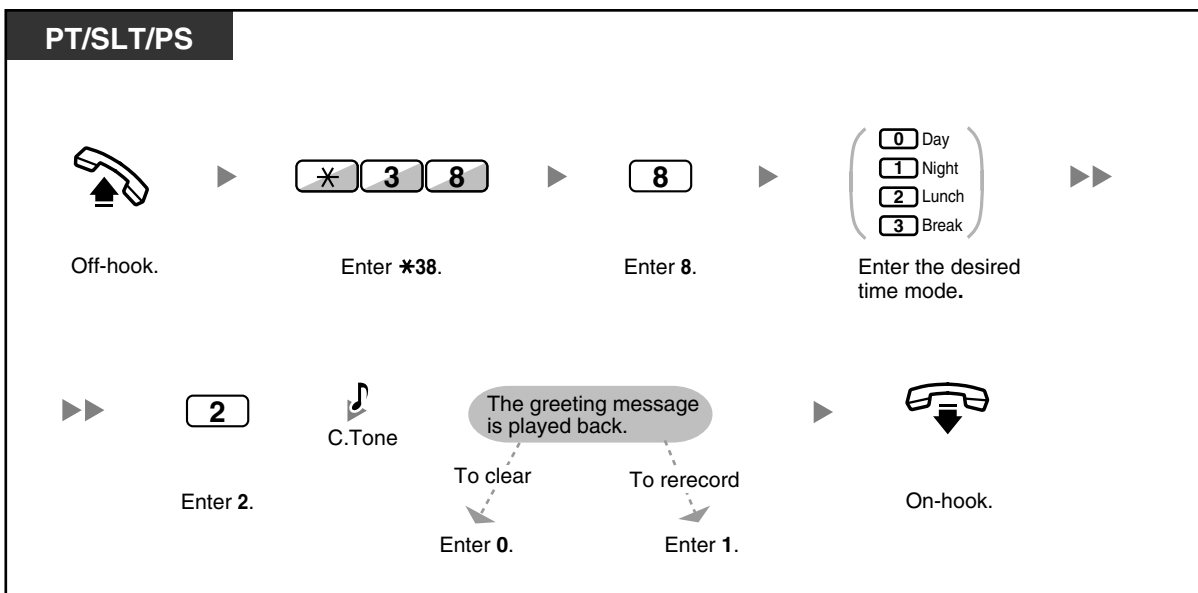 PT/SLT/PS
* 3 8
8
0 Day
1 Night
2 Lunch
3 Break
Off-hook.
Enter *38.
Enter 8.
Enter the desired
time mode.
2
C.Tone
The greeting message
is played back.
To clear
To rerecord
Enter 2.
On-hook.
Enter 0.
Enter 1.